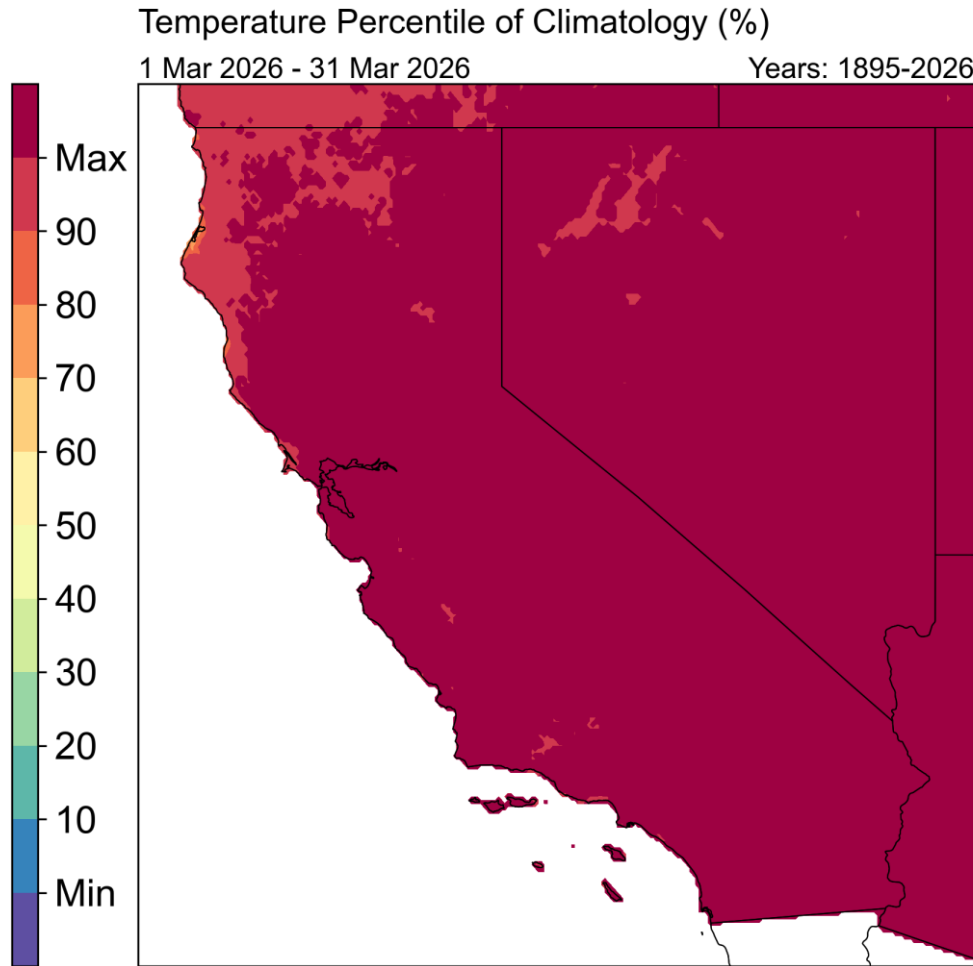 Temperature Percentile of Climatology (%)
1 Mar 2026 - 31 Mar 2026 Years: 1895-2026
Max
90
80
70
60
50
40
30
20
10
Min